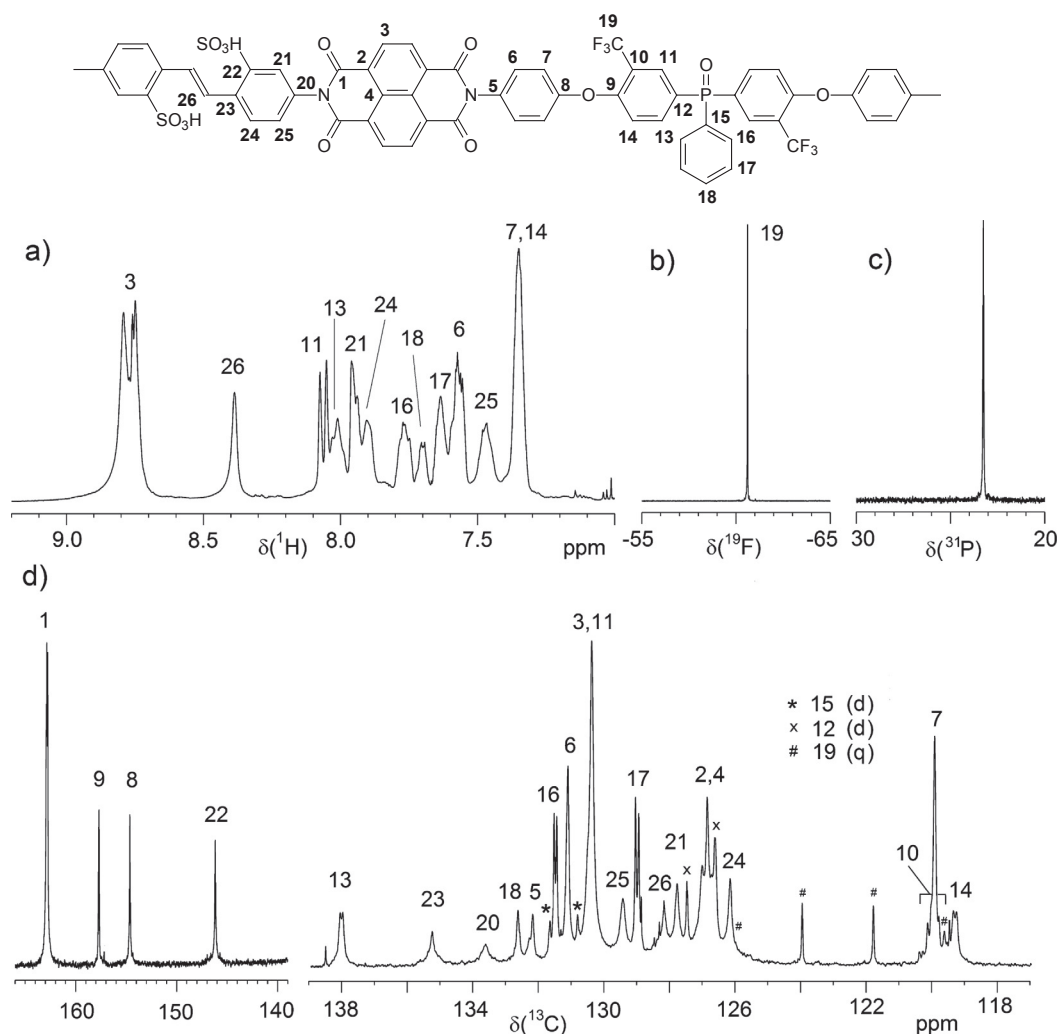 19
3
F₃C
O
SO₃H
21
O
O
6
7
10
11
O
22
2
20
1
8
9
P
O
26
23
N
4
N
5
O
12
15
SO₃H
24
25
O
O
14
13
16
CF₃
17
18
a)
3
26
11
13
21
24
16
18
17
6
25
7,14
9.0
8.5
δ(¹H)
8.0
7.5
ppm
b)
19
-55
δ(¹⁹F)
-65
c)
30
δ(³¹P)
20
d)
1
9
8
22
160
150
140
13
23
20
18
5
*
16
6
*
3,11
25
17
26
21
x
2,4
x
24
#
#
#
10
7
#
14
* 15 (d)
x 12 (d)
# 19 (q)
138
134
δ(¹³C)
130
126
122
118
ppm